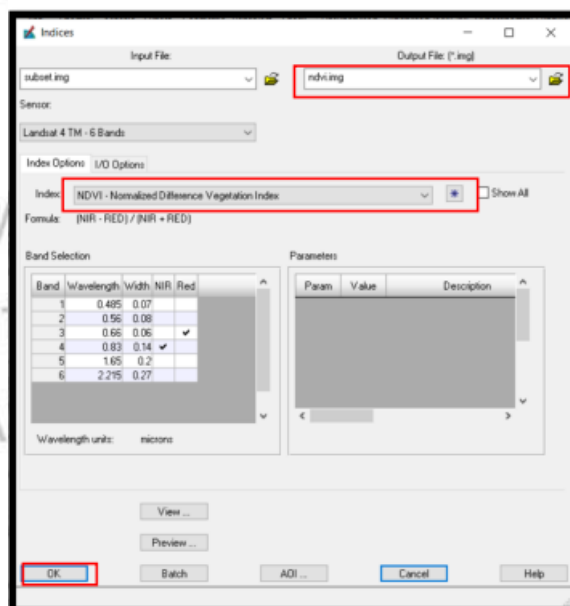 Indices
Input File: Output File: (*.img)
subset.img ndvi.img
Sensor:
Landsat 4 TM - 6 Bands
Index Options I/O Options
Index: NDVI - Normalized Difference Vegetation Index Show All
Formula: (NIR - RED) / (NIR + RED)
Band Selection Parameters
Band Wavelength Width NIR Red Param Value Description
1 0.485 0.07
2 0.56 0.08
3 0.66 0.06 ✔
4 0.83 0.14 ✔
5 1.65 0.2
6 2.215 0.27
Wavelength units: microns
View ...
Preview ...
OK Batch AOI ... Cancel Help